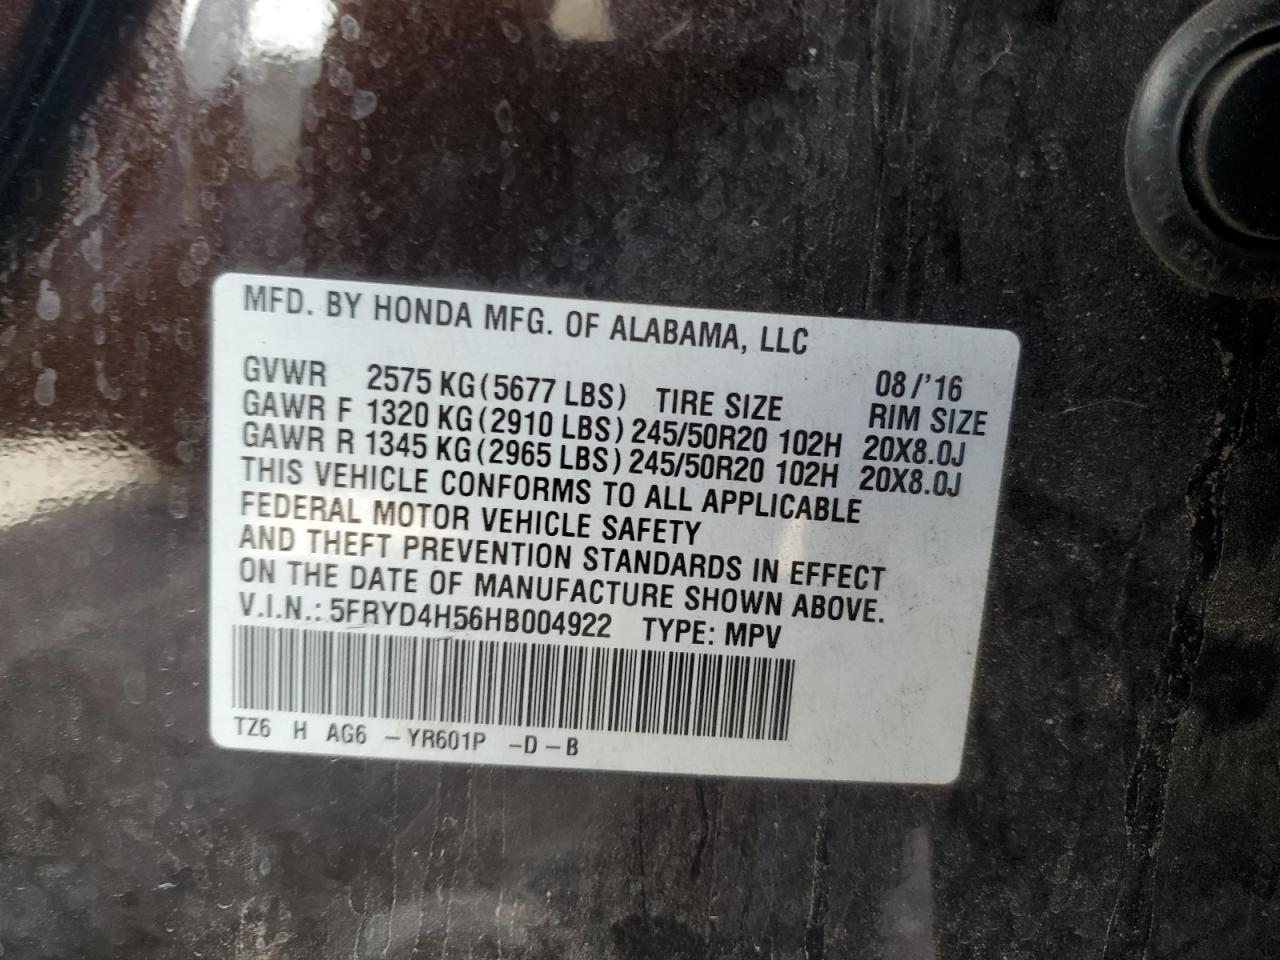 MFD. BY HONDA MFG. OF ALABAMA, LLC
08/'16
GVWR 2575 KG(5677 LBS) TIRE SIZE RIM SIZE
GAWR F 1320 KG(2910 LBS) 245/50R20 102H 20X8.0J
GAWR R 1345 KG(2965 LBS) 245/50R20 102H 20X8.0J
THIS VEHICLE CONFORMS TO ALL APPLICABLE
FEDERAL MOTOR VEHICLE SAFETY
AND THEFT PREVENTION STANDARDS IN EFFECT
ON THE DATE OF MANUFACTURE SHOWN ABOVE.
V.I.N.: 5FRYD4H56HB004922 TYPE: MPV
TZ6 H AG6 -YR601P -D-B